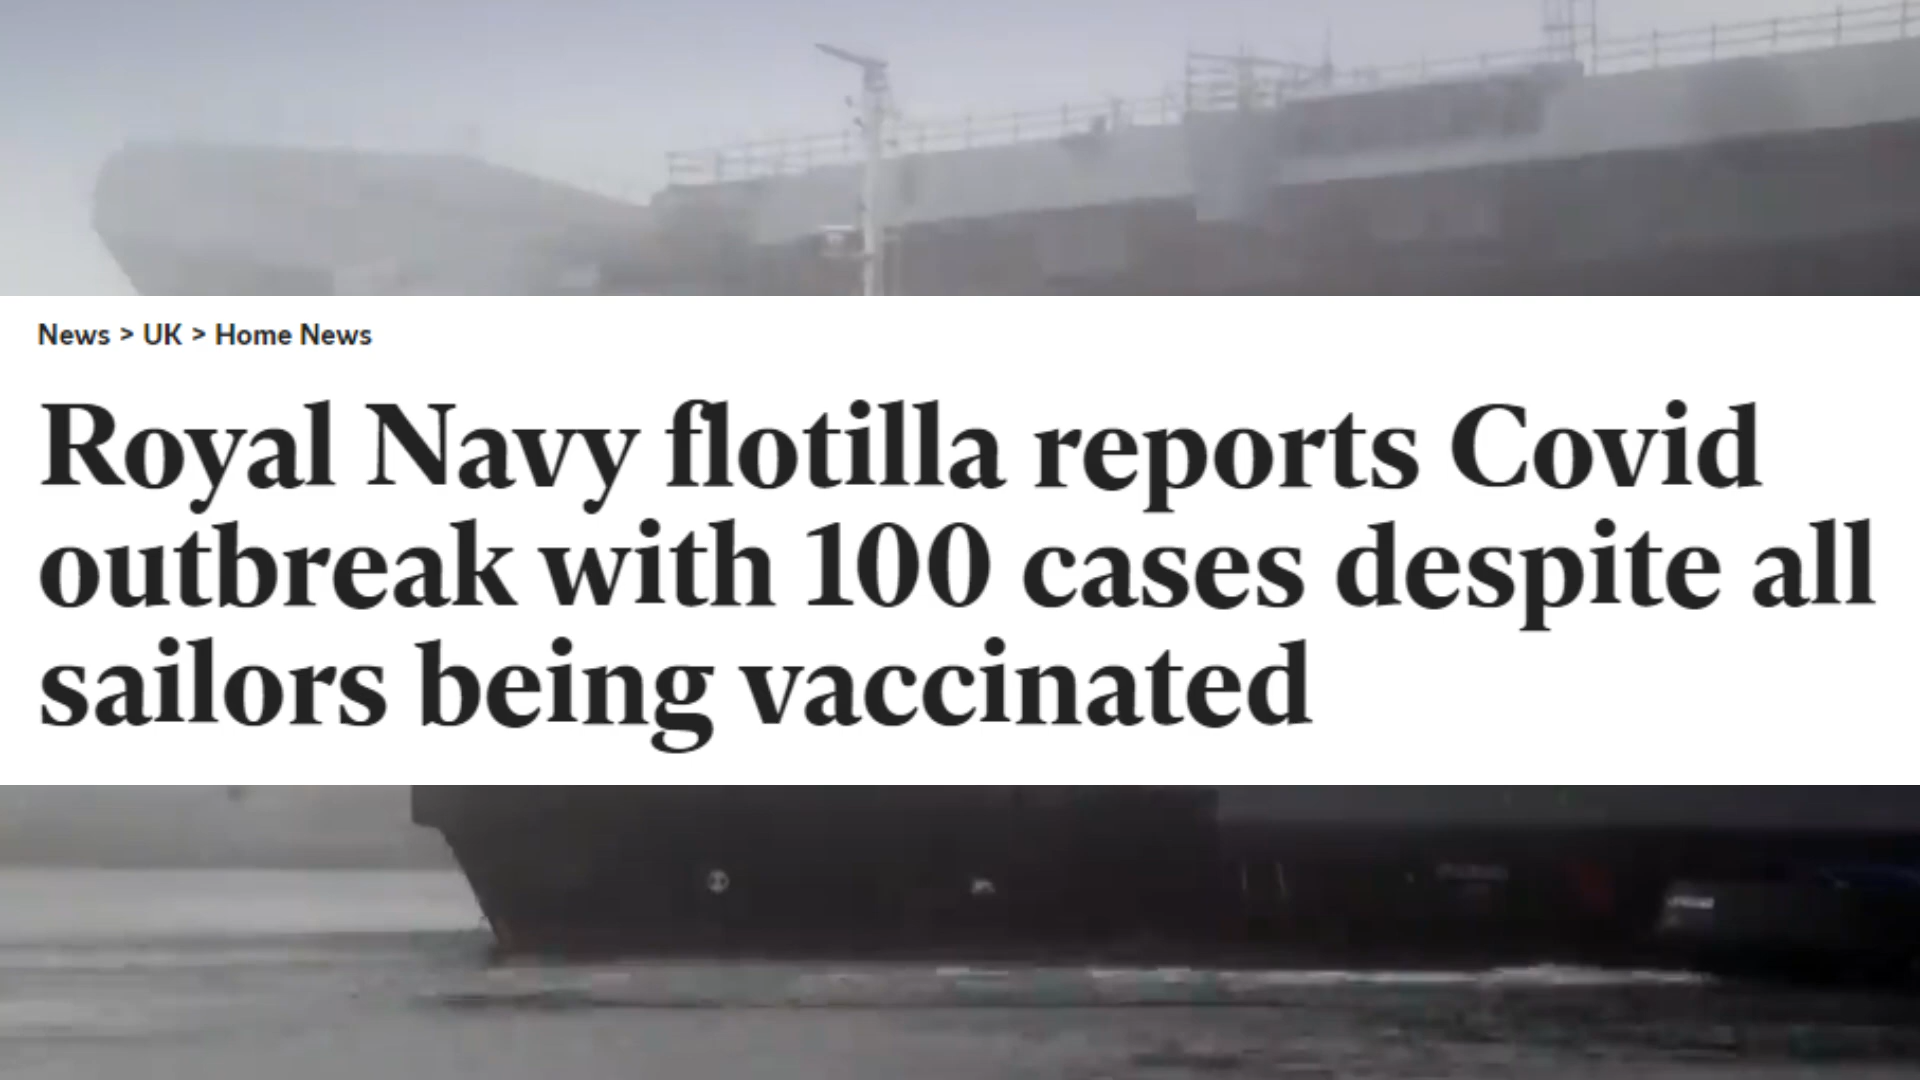 News > UK > Home News
Royal Navy flotilla reports Covid
outbreak with 100 cases despite all
sailors being vaccinated